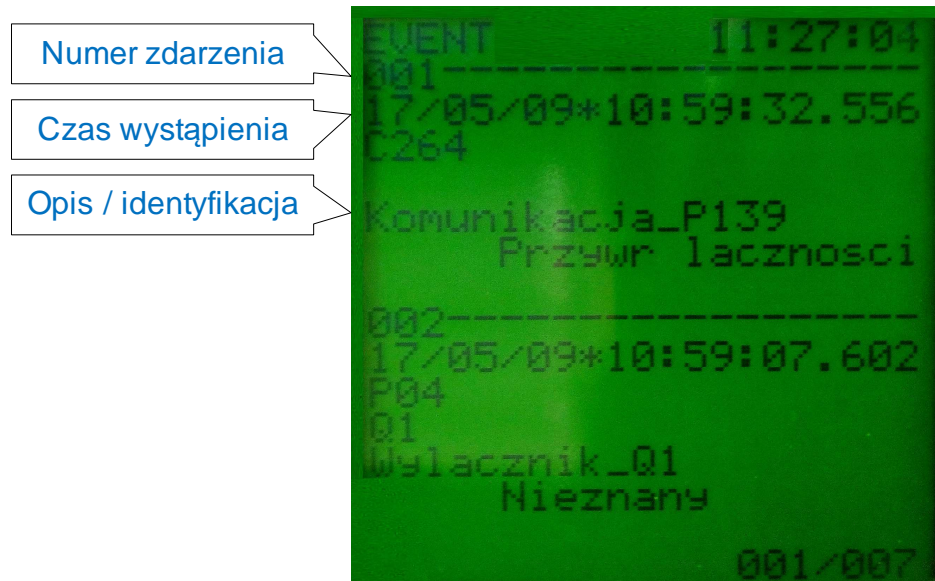 Numer zdarzenia
Czas wystąpienia
Opis / identyfikacja
EVENT 11:27:04
001--------------------
17/05/09*10:59:32.556
C264
Komunikacja_P139
Przywr lacznosci
002--------------------
17/05/09*10:59:07.602
P04
Q1
Wylacznik_Q1
Nieznany
001/007